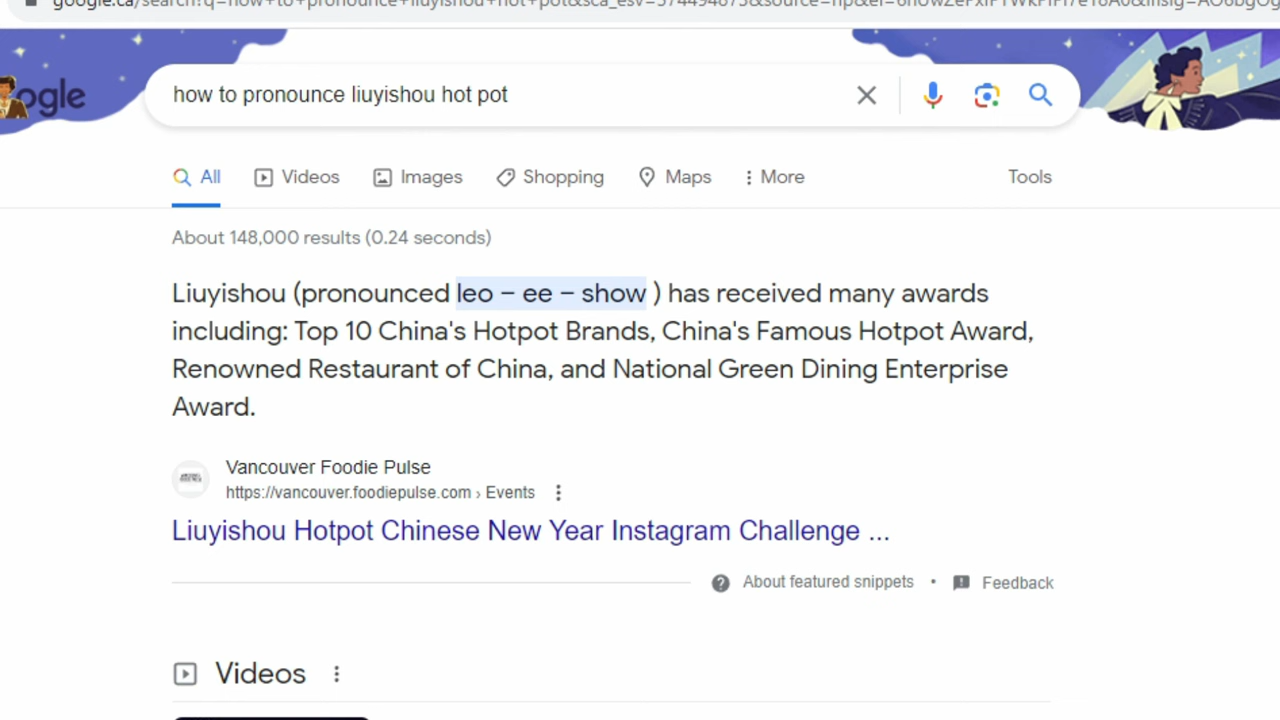 how to pronounce liuyishou hot pot
All Videos Images Shopping Maps More Tools
About 148,000 results (0.24 seconds)
Liuyishou (pronounced leo – ee – show ) has received many awards
including: Top 10 China's Hotpot Brands, China's Famous Hotpot Award,
Renowned Restaurant of China, and National Green Dining Enterprise
Award.
Vancouver Foodie Pulse
https://vancouver.foodiepulse.com › Events
Liuyishou Hotpot Chinese New Year Instagram Challenge ...
About featured snippets • Feedback
Videos